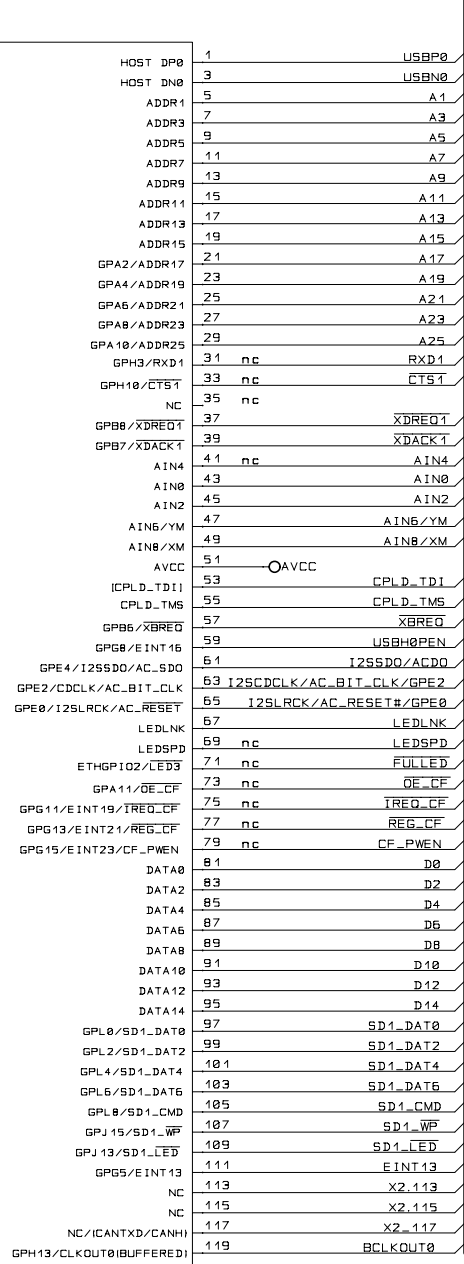 HOST DP0 1 USBP0
HOST DN0 3 USBN0
ADDR1 5 A1
ADDR3 7 A3
ADDR5 9 A5
ADDR7 11 A7
ADDR9 13 A9
ADDR11 15 A11
ADDR13 17 A13
ADDR15 19 A15
GPA2/ADDR17 21 A17
GPA4/ADDR19 23 A19
GPA6/ADDR21 25 A21
GPA8/ADDR23 27 A23
GPA10/ADDR25 29 A25
GPH3/RXD1 31 nc RXD1
GPH10/CTS1 33 nc CTS1
NC 35 nc
GPB8/XDREQ1 37 XDREQ1
GPB7/XDACK1 39 XDACK1
AIN4 41 nc AIN4
AIN0 43 AIN0
AIN2 45 AIN2
AIN6/YM 47 AIN6/YM
AIN8/XM 49 AIN8/XM
AVCC 51 AVCC
(CPLD_TDI) 53 CPLD_TDI
CPLD_TMS 55 CPLD_TMS
GPB6/XBREQ 57 XBREQ
GPG8/EINT16 59 USBH0PEN
GPE4/I2SSDO/AC_SDO 61 I2SSDO/ACDO
GPE2/CDCLK/AC_BIT_CLK 63 I2SCDCLK/AC_BIT_CLK/GPE2
GPE0/I2SLRCK/AC_RESET 65 I2SLRCK/AC_RESET#/GPE0
LEDLNK 67 LEDLNK
LEDSPD 69 nc LEDSPD
ETHGPIO2/LED3 71 nc FULLED
GPA11/OE_CF 73 nc OE_CF
GPG11/EINT19/IREQ_CF 75 nc IREQ_CF
GPG13/EINT21/REG_CF 77 nc REG_CF
GPG15/EINT23/CF_PWEN 79 nc CF_PWEN
DATA0 81 D0
DATA2 83 D2
DATA4 85 D4
DATA6 87 D6
DATA8 89 D8
DATA10 91 D10
DATA12 93 D12
DATA14 95 D14
GPL0/SD1_DAT0 97 SD1_DAT0
GPL2/SD1_DAT2 99 SD1_DAT2
GPL4/SD1_DAT4 101 SD1_DAT4
GPL6/SD1_DAT6 103 SD1_DAT6
GPL8/SD1_CMD 105 SD1_CMD
GPJ15/SD1_WP 107 SD1_WP
GPJ13/SD1_LED 109 SD1_LED
GPG5/EINT13 111 EINT13
NC 113 X2.113
NC 115 X2.115
NC/(CANTXD/CANH) 117 X2_117
GPH13/CLKOUT0(BUFFERED) 119 BCLKOUT0